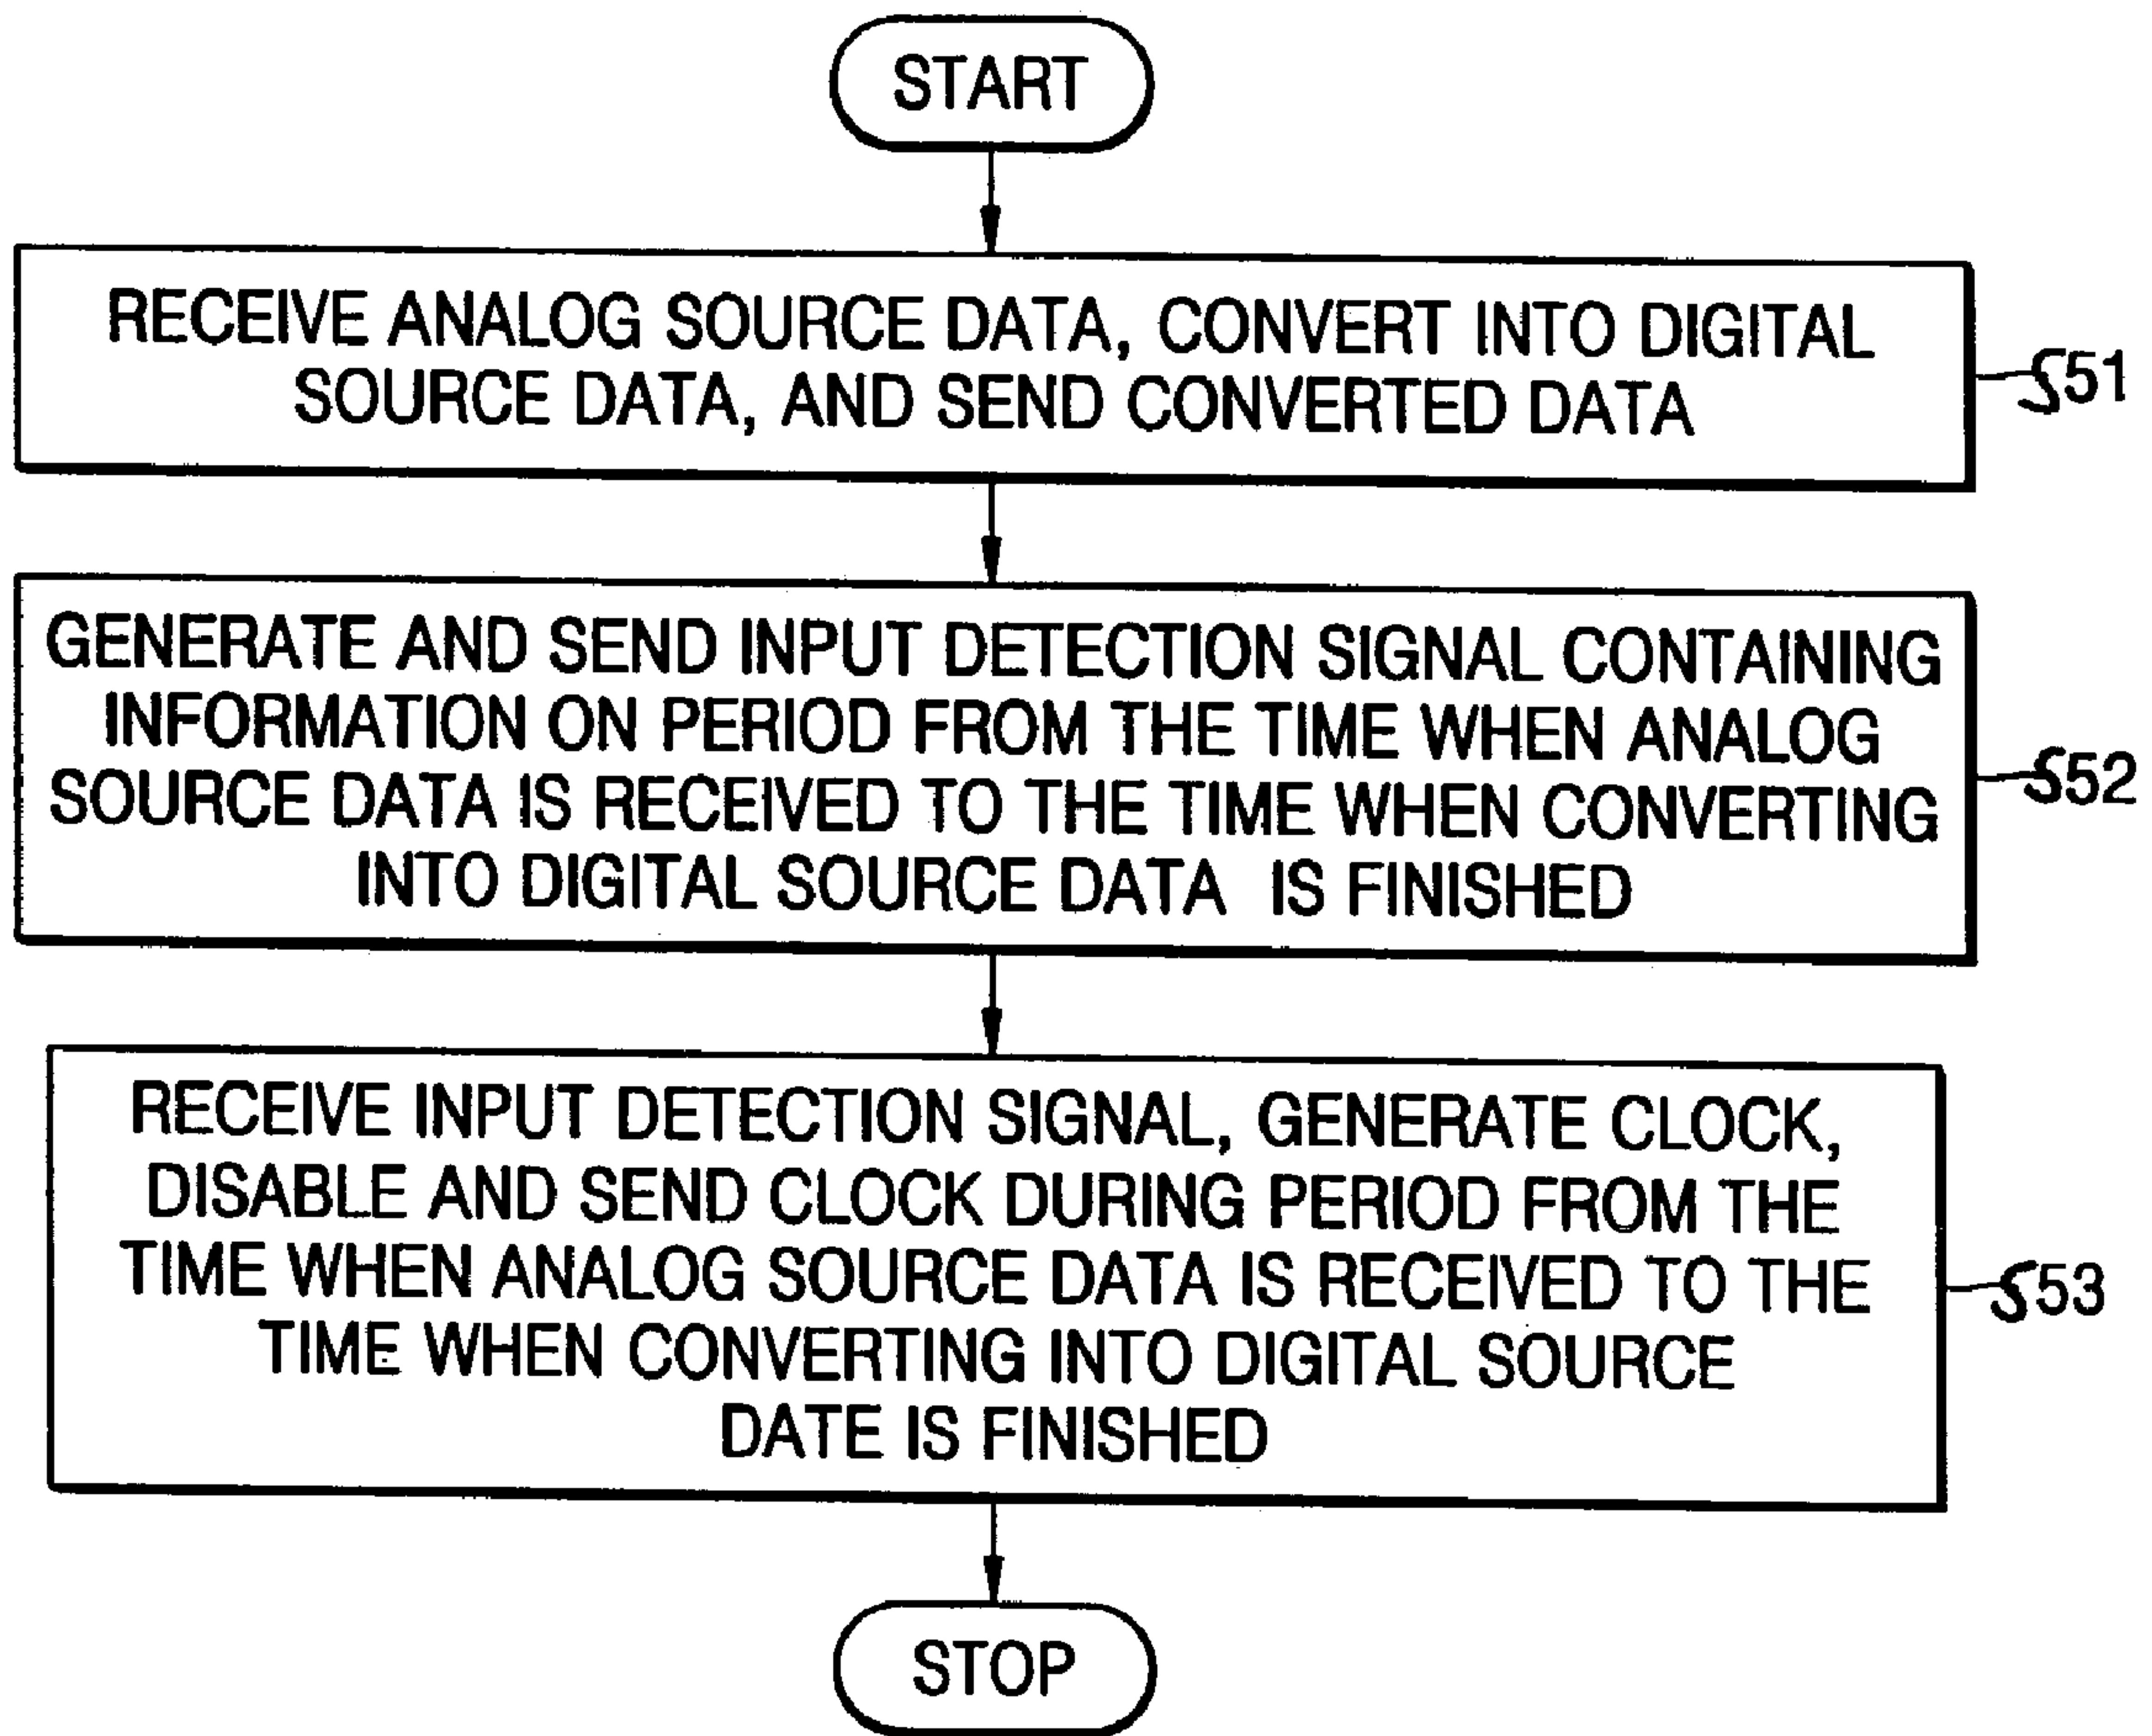 START
RECEIVE ANALOG SOURCE DATA, CONVERT INTO DIGITAL
SOURCE DATA, AND SEND CONVERTED DATA
S51
GENERATE AND SEND INPUT DETECTION SIGNAL CONTAINING
INFORMATION ON PERIOD FROM THE TIME WHEN ANALOG
SOURCE DATA IS RECEIVED TO THE TIME WHEN CONVERTING
INTO DIGITAL SOURCE DATA IS FINISHED
S52
RECEIVE INPUT DETECTION SIGNAL, GENERATE CLOCK,
DISABLE AND SEND CLOCK DURING PERIOD FROM THE
TIME WHEN ANALOG SOURCE DATA IS RECEIVED TO THE
TIME WHEN CONVERTING INTO DIGITAL SOURCE
DATE IS FINISHED
S53
STOP